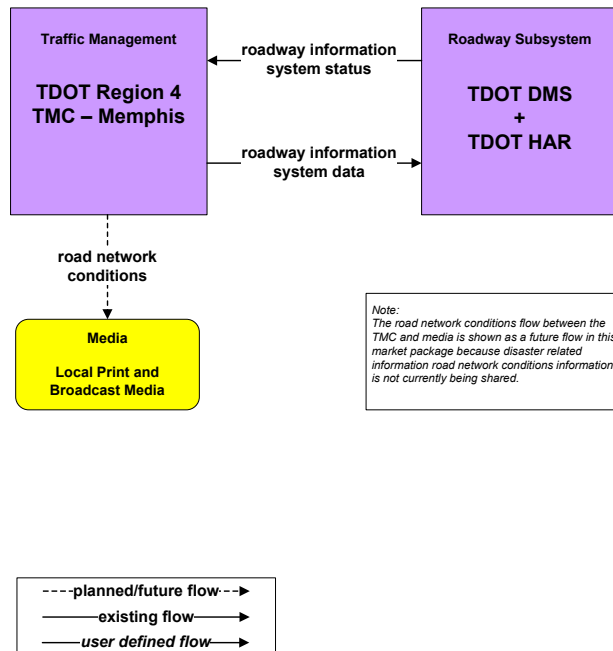 Traffic Management
TDOT Region 4
TMC – Memphis
roadway information
system status
Roadway Subsystem
TDOT DMS
+
TDOT HAR
roadway information
system data
road network
conditions
Media
Local Print and
Broadcast Media
Note:
The road network conditions flow between the
TMC and media is shown as a future flow in this
market package because disaster related
information road network conditions information
is not currently being shared.
planned/future flow
existing flow
user defined flow